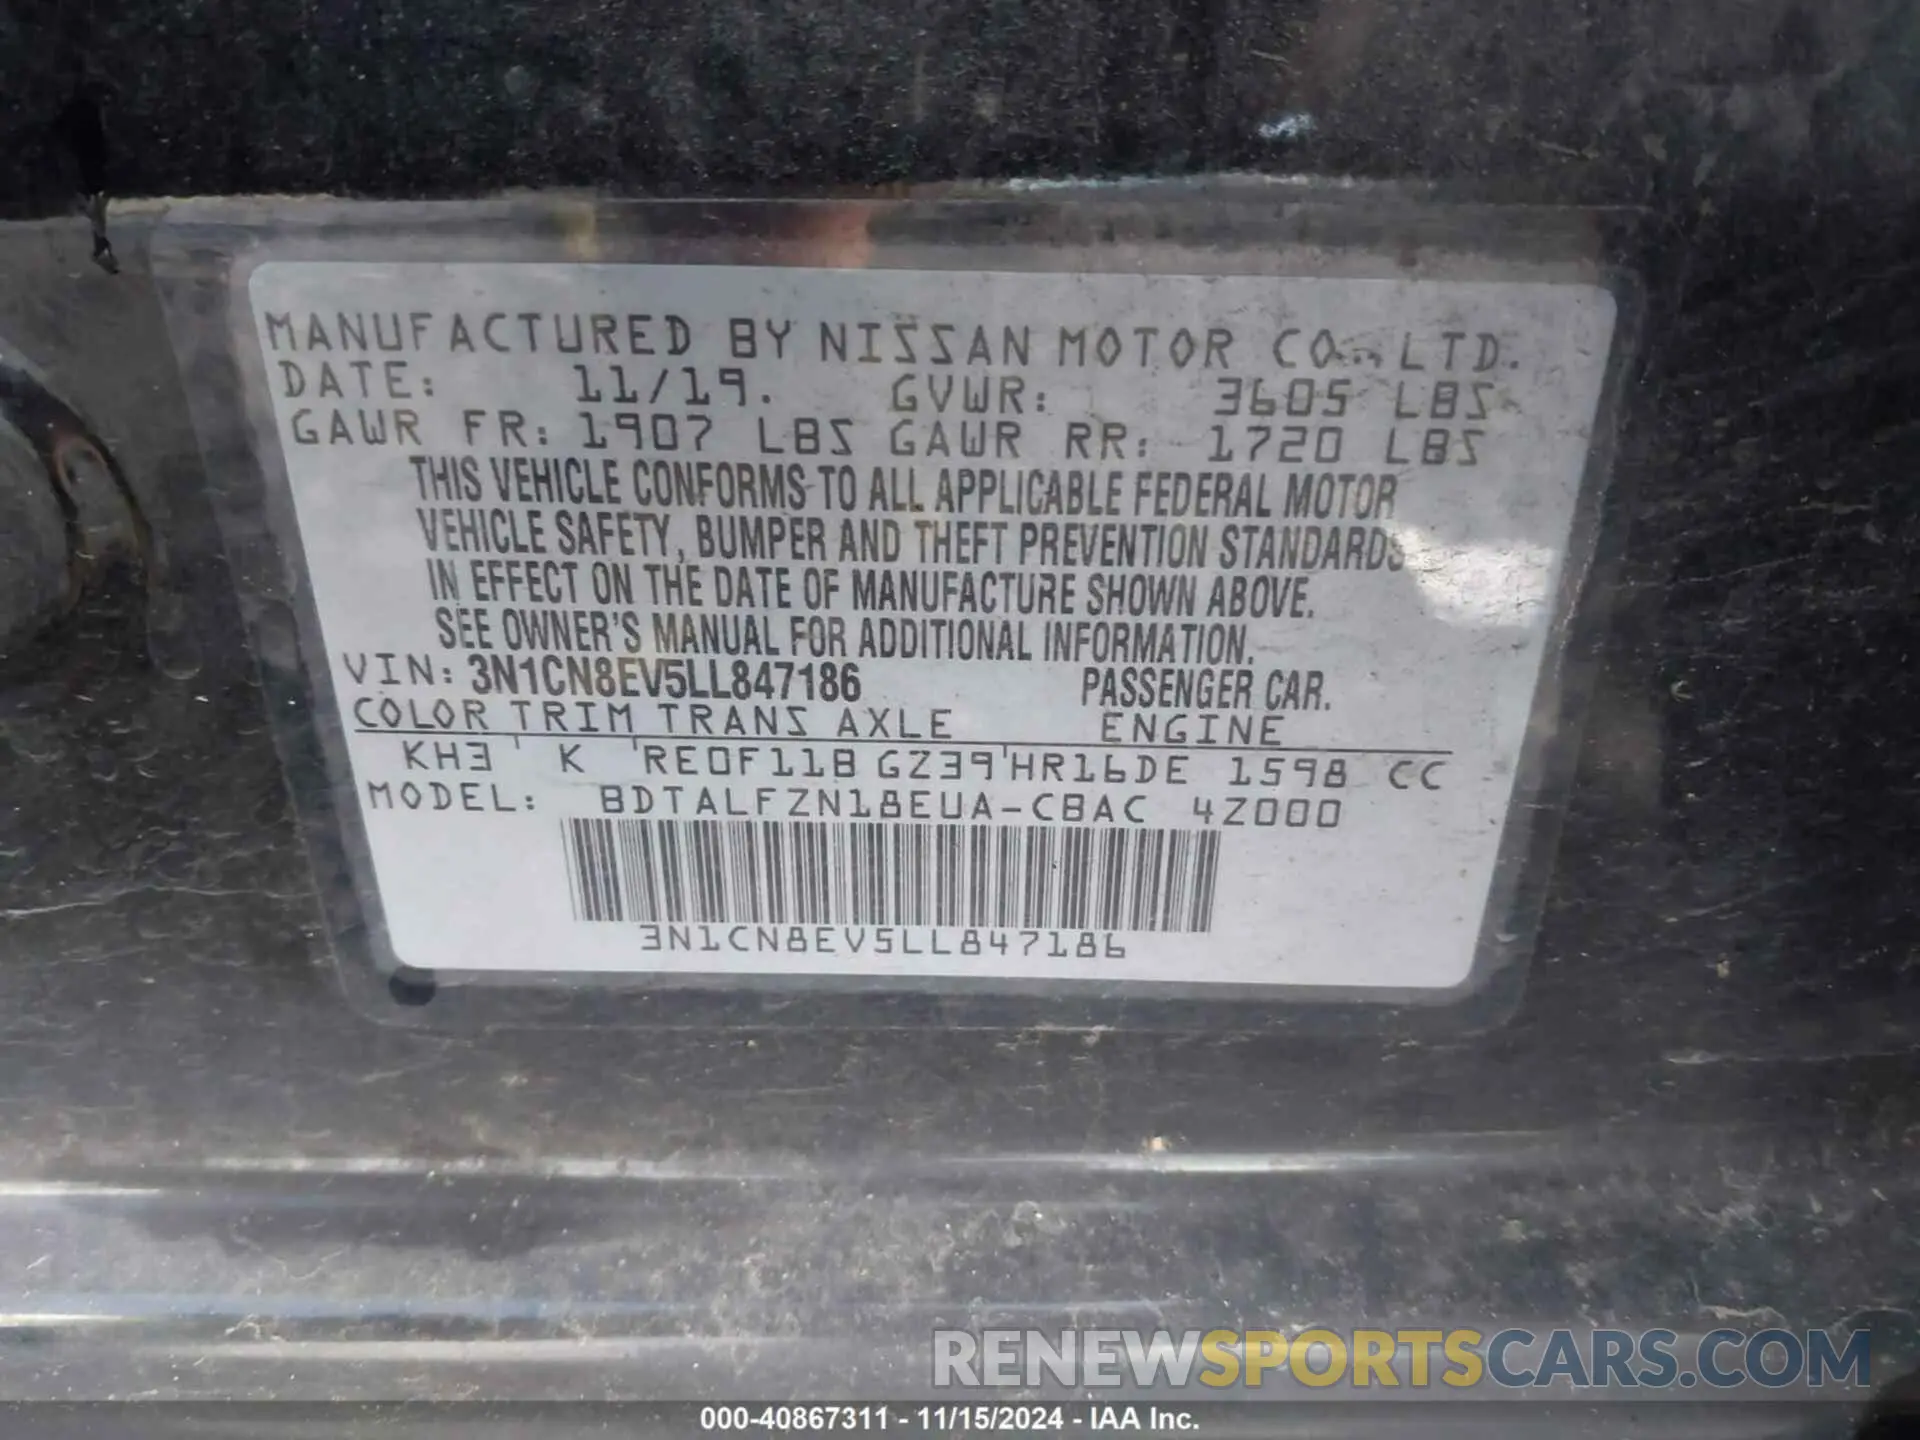 MANUFACTURED BY NISSAN MOTOR CO., LTD.
DATE: 11/19. GVWR: 3605 LBS
GAWR FR: 1907 LBS GAWR RR: 1720 LBS
THIS VEHICLE CONFORMS TO ALL APPLICABLE FEDERAL MOTOR
VEHICLE SAFETY, BUMPER AND THEFT PREVENTION STANDARDS
IN EFFECT ON THE DATE OF MANUFACTURE SHOWN ABOVE.
SEE OWNER'S MANUAL FOR ADDITIONAL INFORMATION.
VIN: 3N1CN8EV5LL847186 PASSENGER CAR.
COLOR TRIM TRANS AXLE ENGINE
KH3 K RE0F11B GZ39 HR16DE 1598 CC
MODEL: BDTALFZN18EUA-CBAC 4Z000
3N1CN8EV5LL847186
RENEWSPORTSCARS.COM
000-40867311 - 11/15/2024 - IAA Inc.